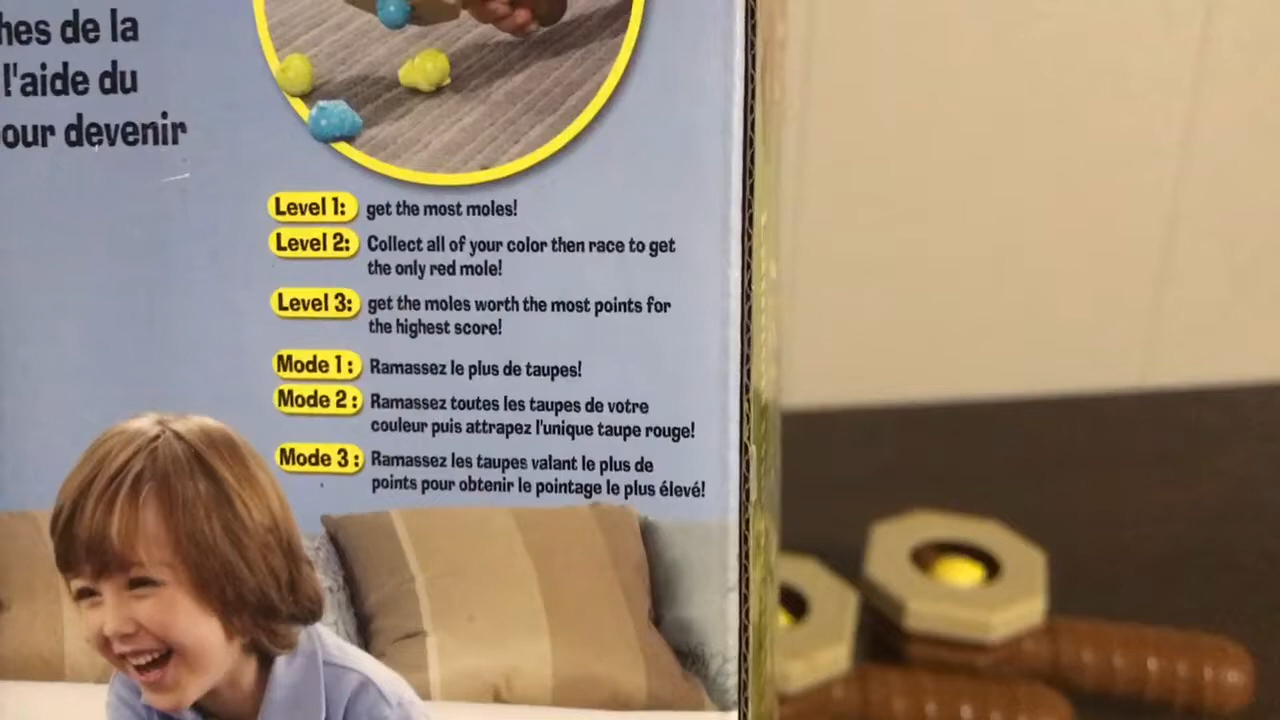 hes de la
l'aide du
our devenir
Level 1: get the most moles!
Level 2: Collect all of your color then race to get
the only red mole!
Level 3: get the moles worth the most points for
the highest score!
Mode 1 : Ramassez le plus de taupes!
Mode 2 : Ramassez toutes les taupes de votre
couleur puis attrapez l'unique taupe rouge!
Mode 3 : Ramassez les taupes valant le plus de
points pour obtenir le pointage le plus élevé!